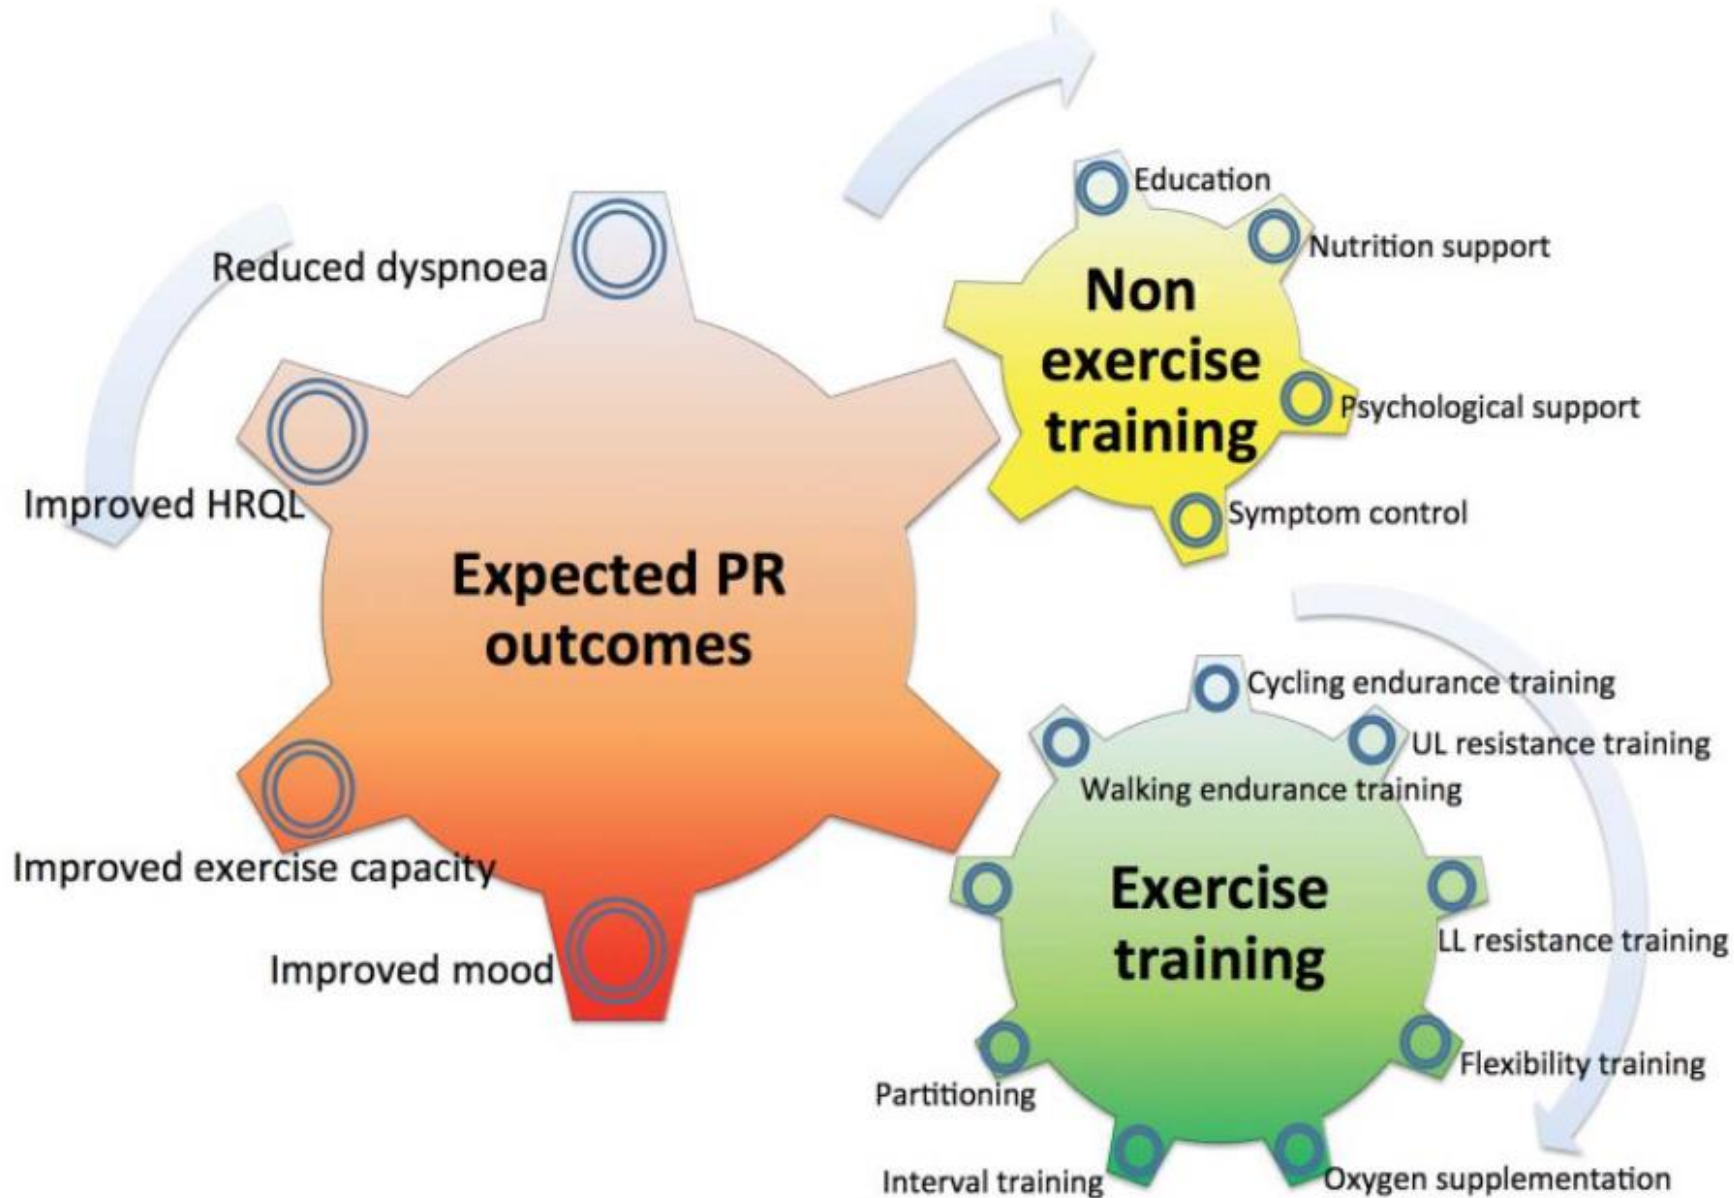 Reduced dyspnoea
Improved HRQL
Expected PR
outcomes
Improved exercise capacity
Improved mood
Education
Nutrition support
Non
exercise
training
Psychological support
Symptom control
Cycling endurance training
UL resistance training
Walking endurance training
Exercise
training
LL resistance training
Flexibility training
Partitioning
Interval training
Oxygen supplementation